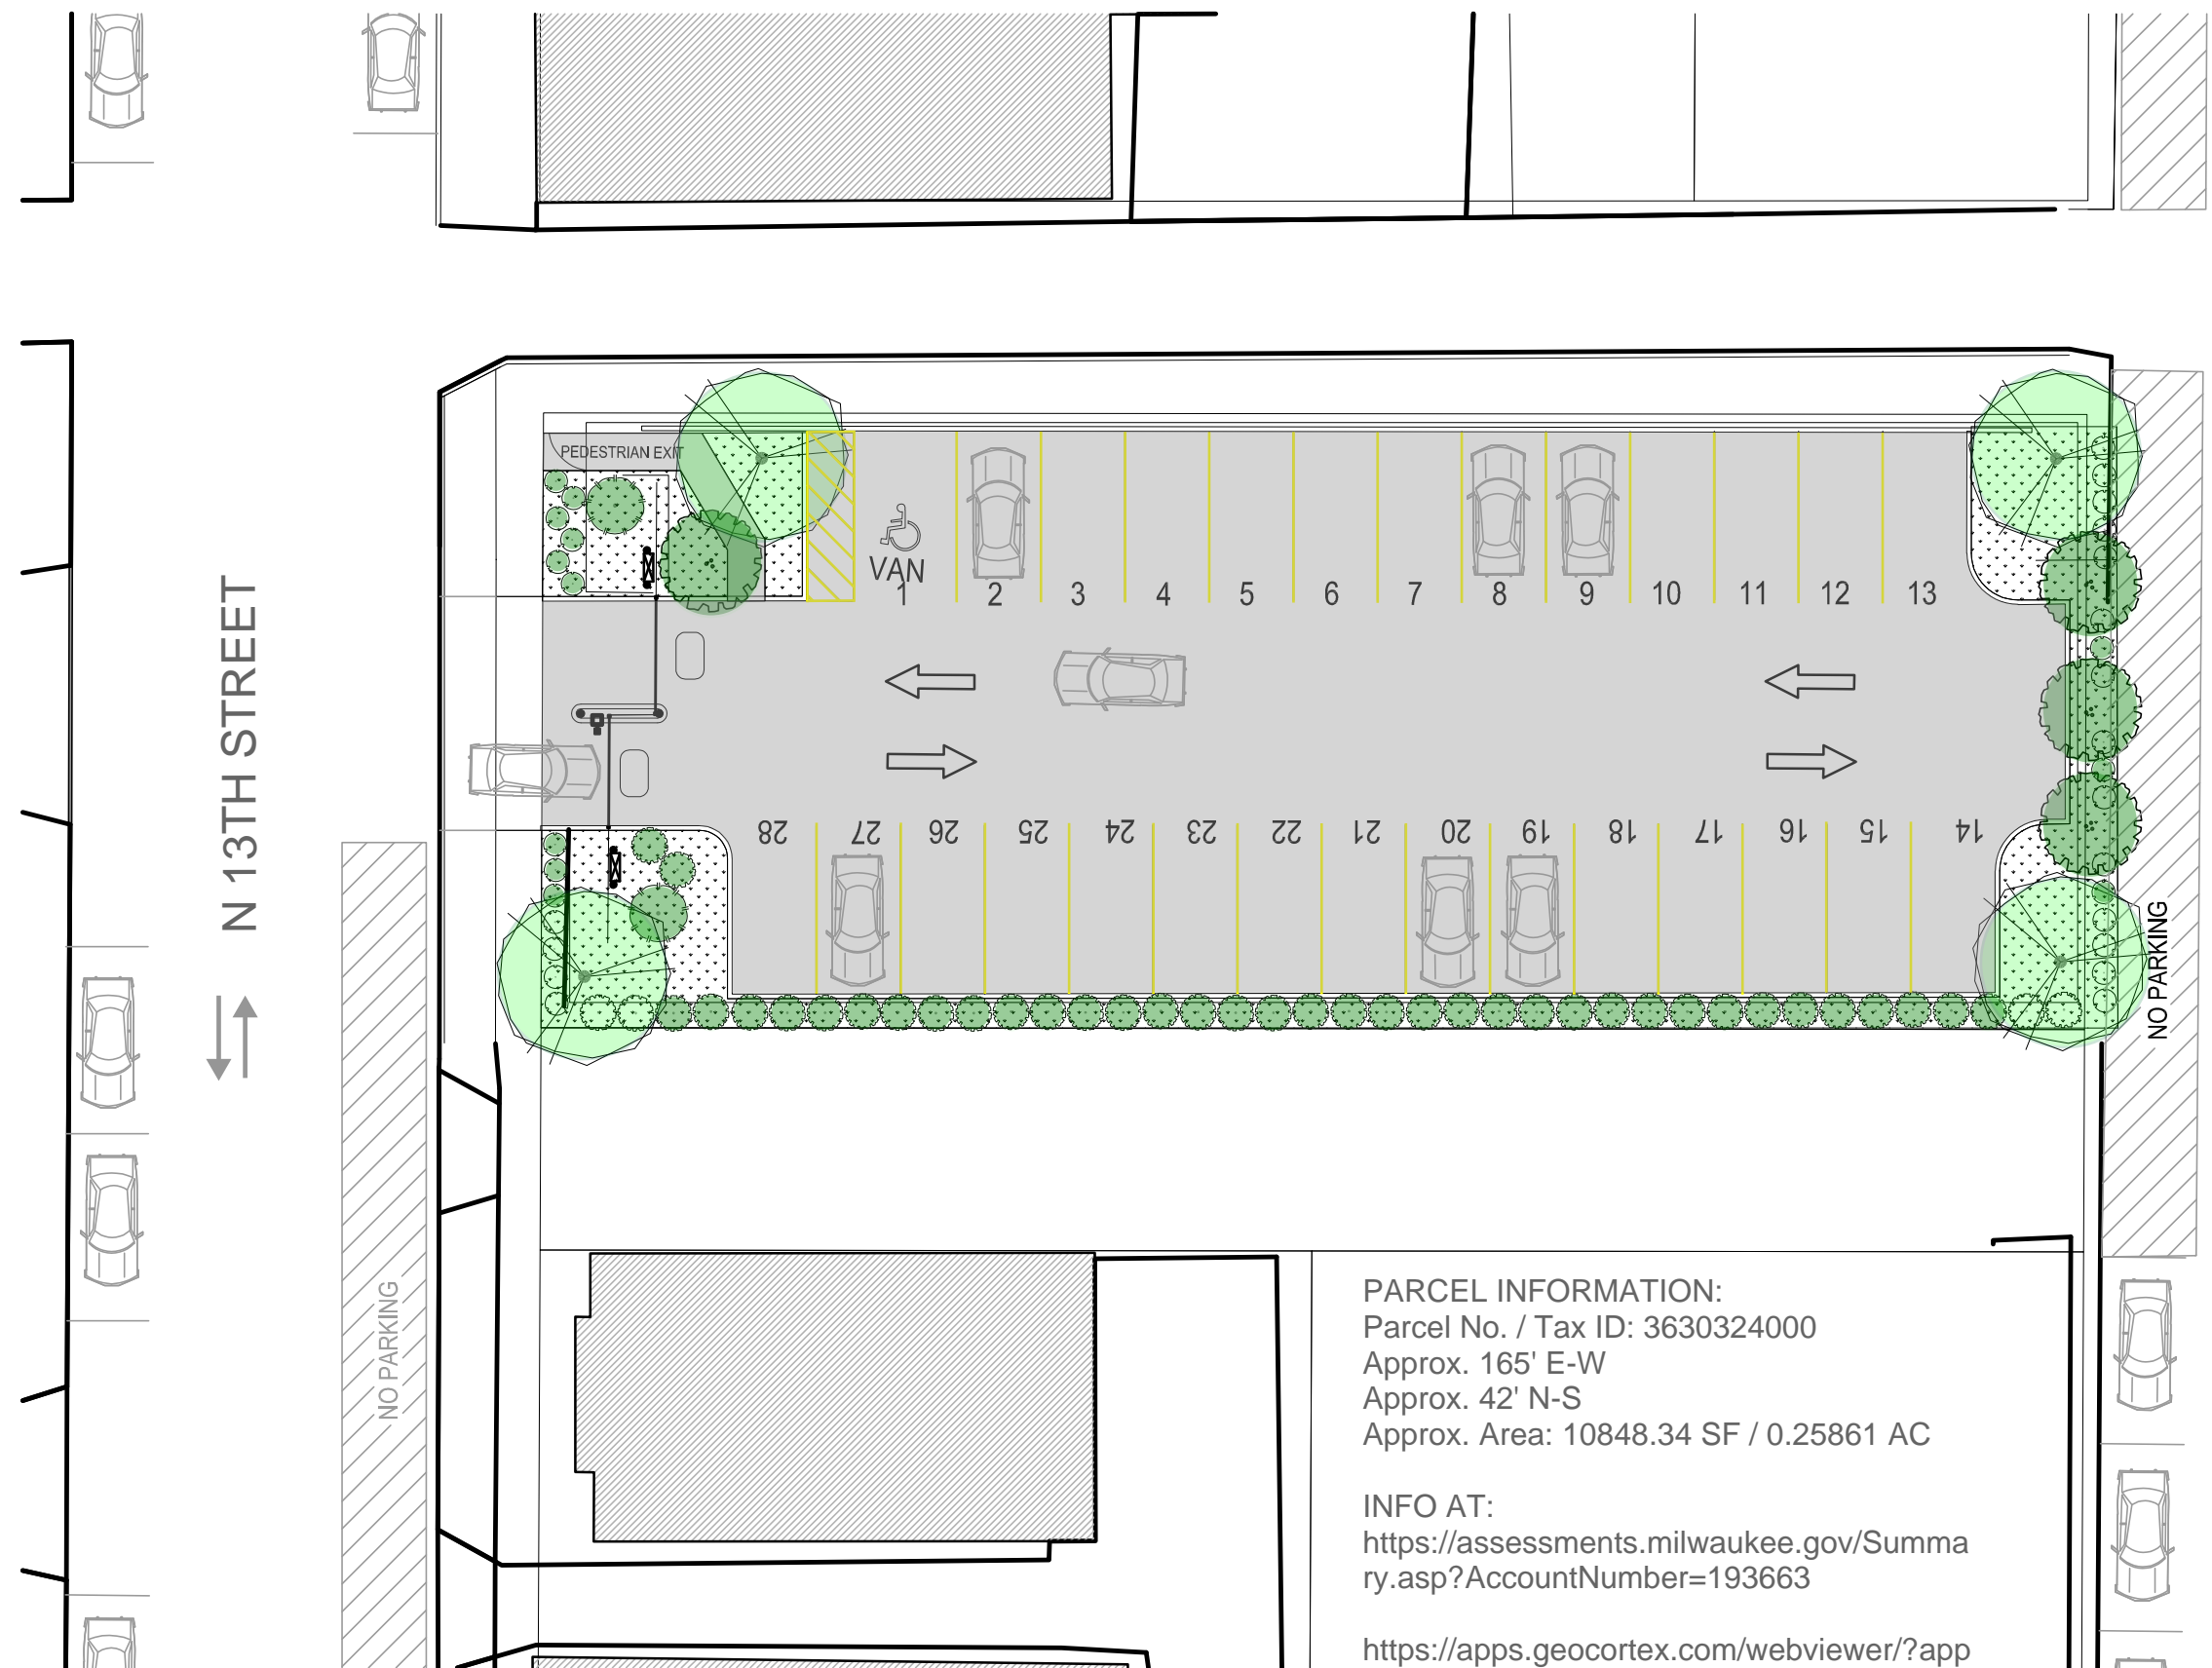 PEDESTRIAN EXIT
VAN
1 2 3 4 5 6 7 8 9 10 11 12 13
N 13TH STREET
28 27 26 25 24 23 22 21 20 19 18 17 16 15 14
NO PARKING
NO PARKING
PARCEL INFORMATION:
Parcel No. / Tax ID: 3630324000
Approx. 165' E-W
Approx. 42' N-S
Approx. Area: 10848.34 SF / 0.25861 AC
INFO AT:
https://assessments.milwaukee.gov/Summa
ry.asp?AccountNumber=193663
https://apps.geocortex.com/webviewer/?app